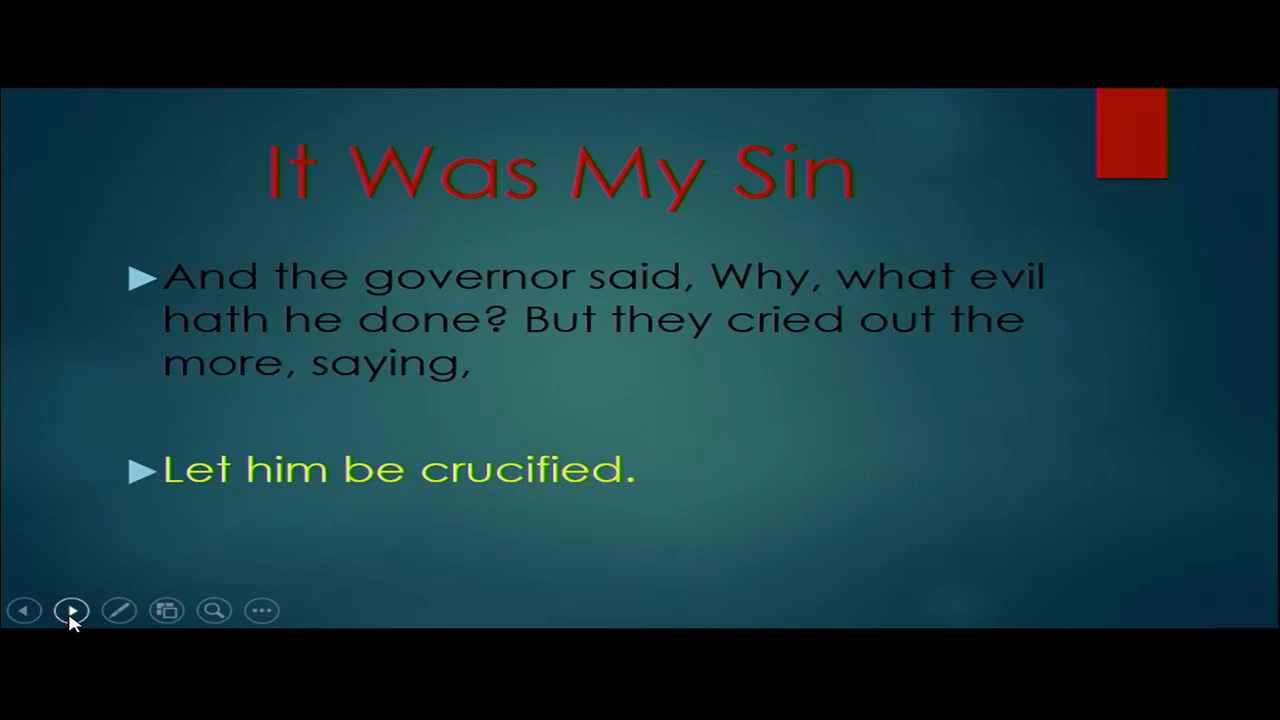 It Was My Sin
And the governor said, Why, what evil
hath he done? But they cried out the
more, saying,
Let him be crucified.